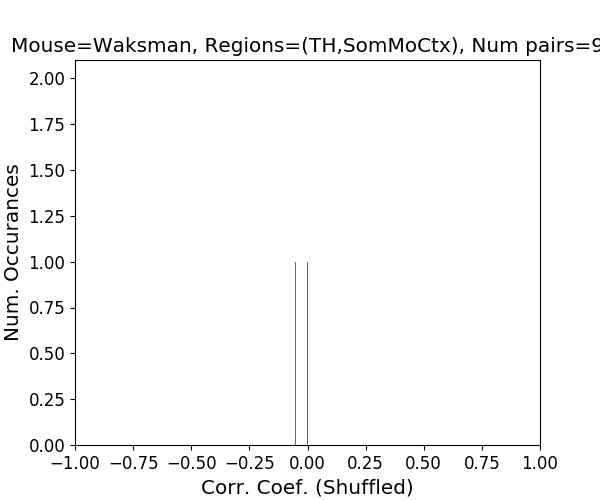 Mouse=Waksman, Regions=(TH,SomMoCtx), Num pairs=9
2.00
1.75
1.50
1.25
1.00
0.75
0.50
0.25
0.00
Num. Occurances
−1.00 −0.75 −0.50 −0.25 0.00 0.25 0.50 0.75 1.00
Corr. Coef. (Shuffled)